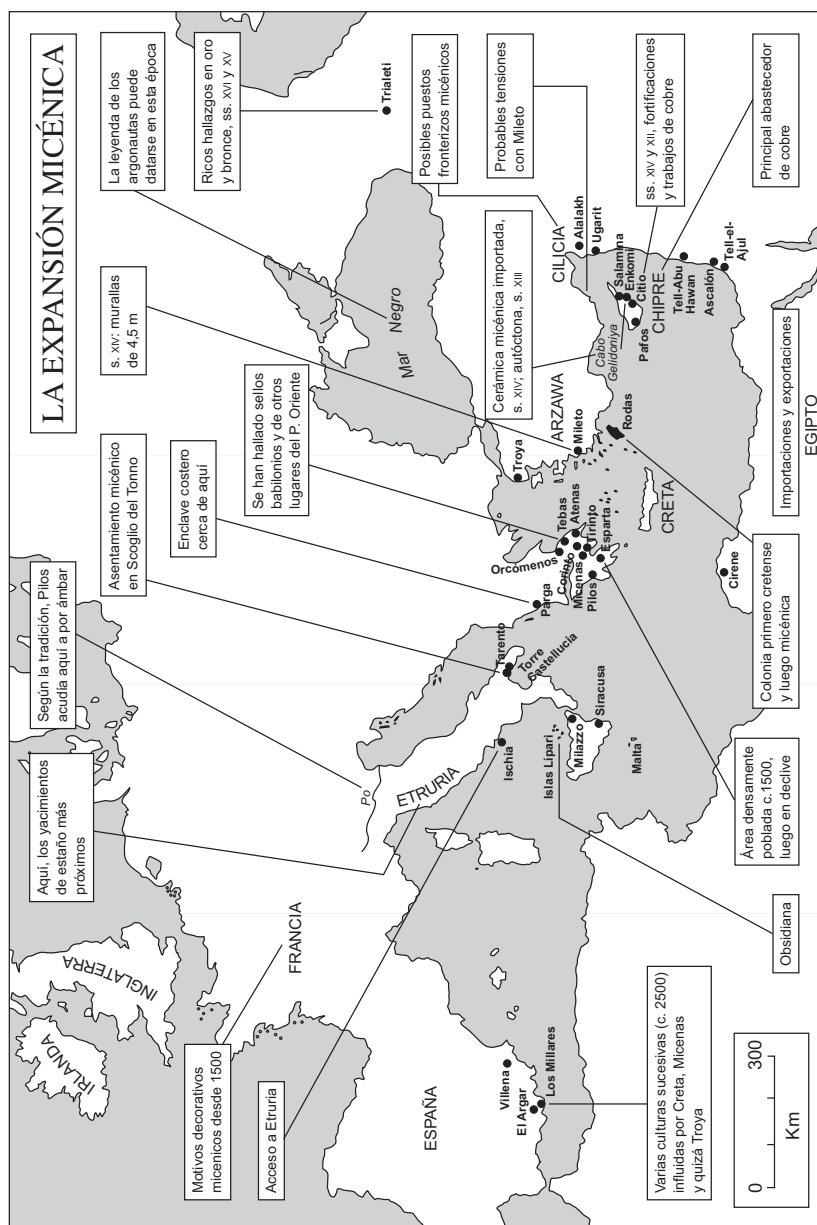 LA EXPANSIÓN MICÉNICA
Según la tradición, Pilos
acudía aquí a por ámbar
Aquí, los yacimientos
de estaño más
próximos
Asentamiento micénico
en Scoglio del Tonno
Enclave costero
cerca de aquí
Se han hallado sellos
babilonios y de otros
lugares del P. Oriente
s. XIV: murallas
de 4,5 m
La leyenda de los
argonautas puede
datarse en esta época
Ricos hallazgos en oro
y bronce, ss. XVI y XV
Trialeti
Posibles puestos
fronterizos micénicos
Probables tensiones
con Mileto
Cerámica micénica importada,
s. XIV; autóctona, s. XIII
ss. XIV y XII, fortificaciones
y trabajos de cobre
Principal abastecedor
de cobre
IRLANDA
INGLATERRA
FRANCIA
Motivos decorativos
micenicos desde 1500
Acceso a Etruria
ESPAÑA
Villena
El Argar
Los Millares
Po
ETRURIA
Ischia
Tarento
Torre
Castellucia
Islas Lipari
Milazzo
Siracusa
Malta
Parga
Orcómenos
Tebas
Atenas
Corinto
Micenas
Tirinto
Pilos
Esparta
CRETA
Troya
ARZAWA
Mileto
Rodas
Mar Negro
Cabo
Gelidoniya
CILICIA
Alalakh
Ugarit
Salamina
Enkomi
Citio
Pafos
CHIPRE
Tell-Abu
Hawan
Ascalón
Tell-el-
Ajul
Cirene
EGIPTO
Importaciones y exportaciones
Colonia primero cretense
y luego micénica
Área densamente
poblada c.1500,
luego en declive
Obsidiana
Varias culturas sucesivas (c. 2500)
influidas por Creta, Micenas
y quizá Troya
0 300
Km